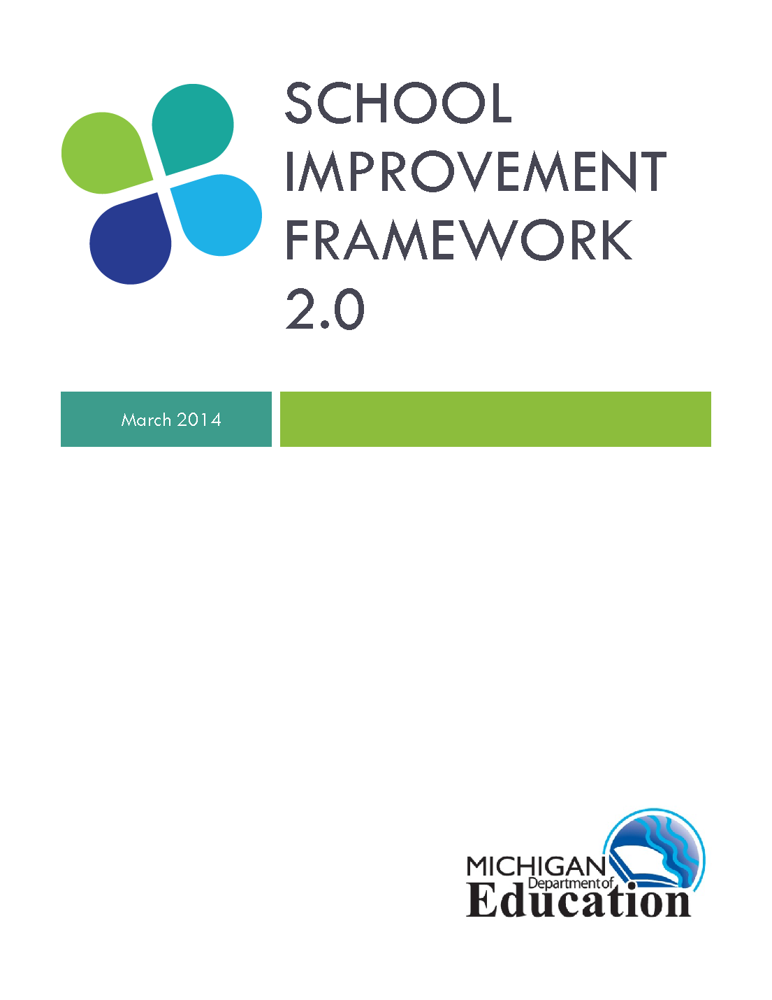 SCHOOL
IMPROVEMENT
FRAMEWORK
2.0
March 2014
MICHIGAN
Department of
Education